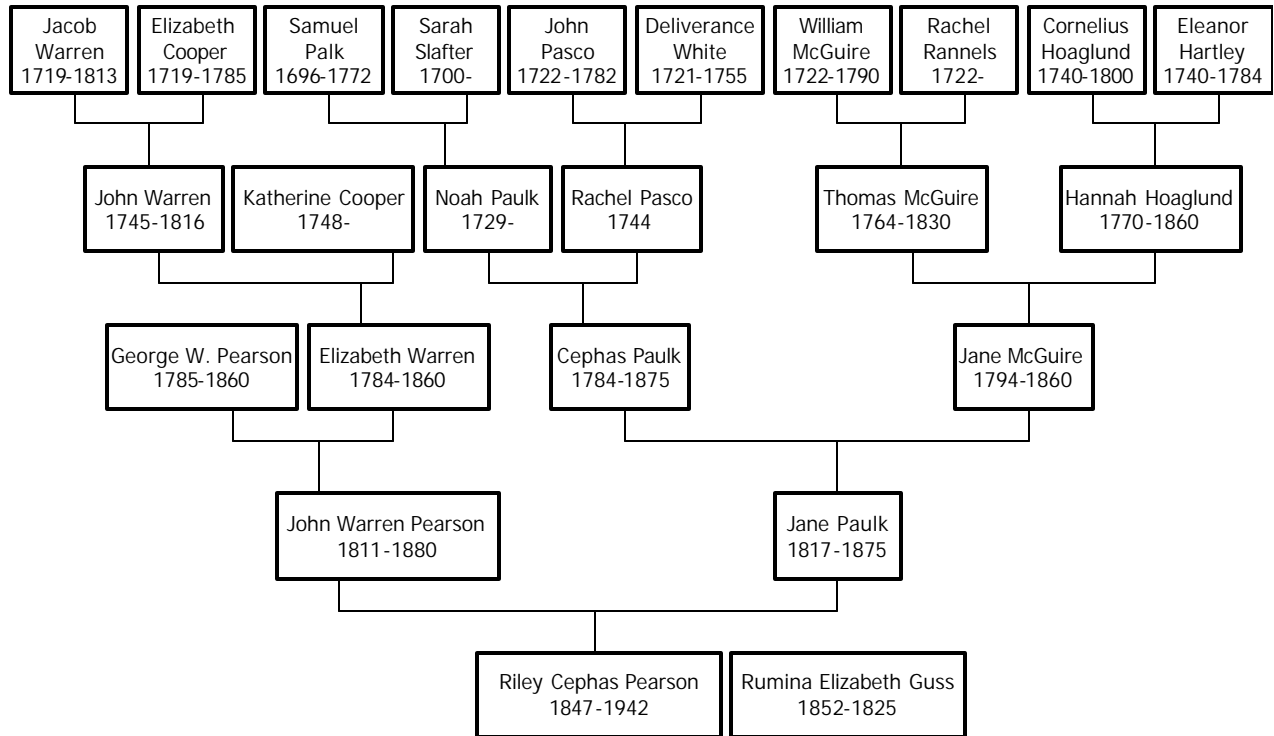 Jacob
Warren
1719-1813
Elizabeth
Cooper
1719-1785
Samuel
Palk
1696-1772
Sarah
Slafter
1700-
John
Pasco
1722-1782
Deliverance
White
1721-1755
William
McGuire
1722-1790
Rachel
Rannels
1722-
Cornelius
Hoaglund
1740-1800
Eleanor
Hartley
1740-1784
John Warren
1745-1816
Katherine Cooper
1748-
Noah Paulk
1729-
Rachel Pasco
1744
Thomas McGuire
1764-1830
Hannah Hoaglund
1770-1860
George W. Pearson
1785-1860
Elizabeth Warren
1784-1860
Cephas Paulk
1784-1875
Jane McGuire
1794-1860
John Warren Pearson
1811-1880
Jane Paulk
1817-1875
Riley Cephas Pearson
1847-1942
Rumina Elizabeth Guss
1852-1825